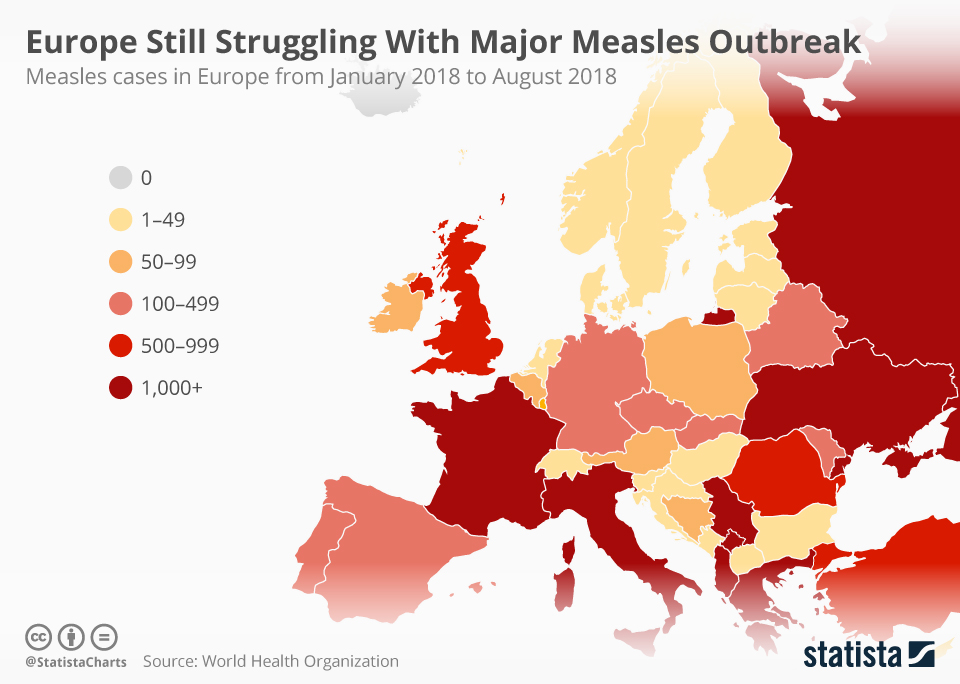 Europe Still Struggling With Major Measles Outbreak
Measles cases in Europe from January 2018 to August 2018
0
1–49
50–99
100–499
500–999
1,000+
cc
@StatistaCharts Source: World Health Organization
statista